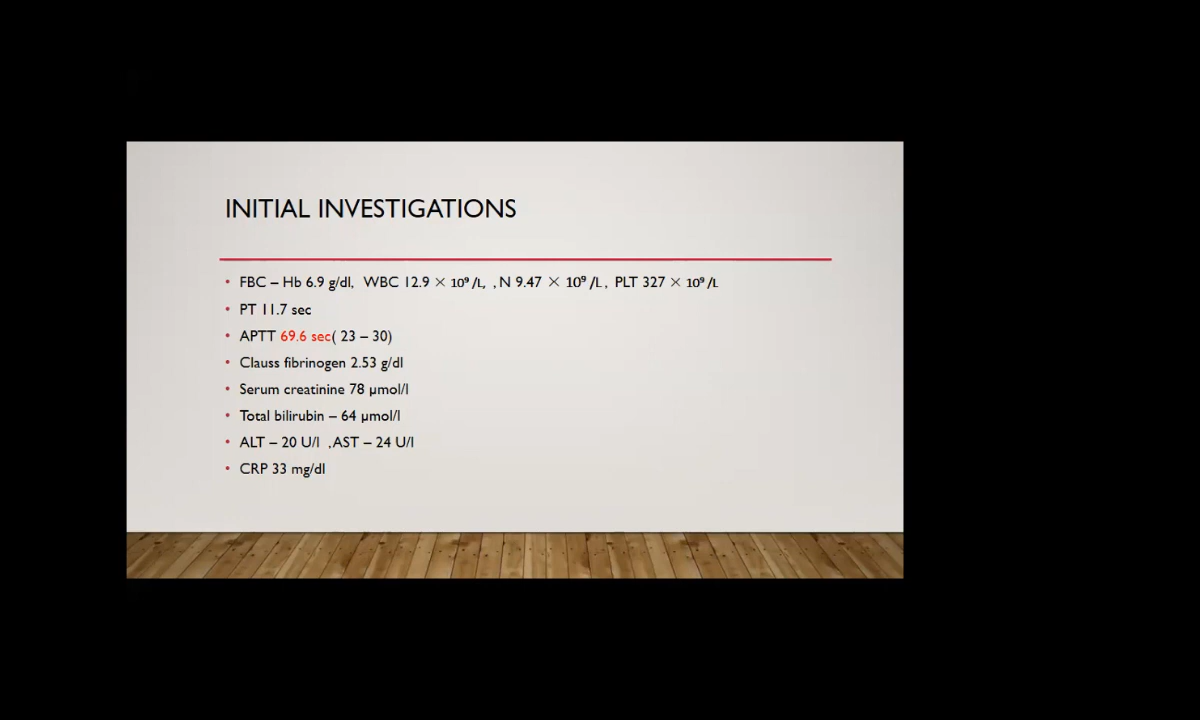 INITIAL INVESTIGATIONS
• FBC – Hb 6.9 g/dl, WBC 12.9 × 10⁹ /L, , N 9.47 × 10⁹ /L , PLT 327 × 10⁹ /L
• PT 11.7 sec
• APTT 69.6 sec( 23 – 30)
• Clauss fibrinogen 2.53 g/dl
• Serum creatinine 78 µmol/l
• Total bilirubin – 64 µmol/l
• ALT – 20 U/l ,AST – 24 U/l
• CRP 33 mg/dl